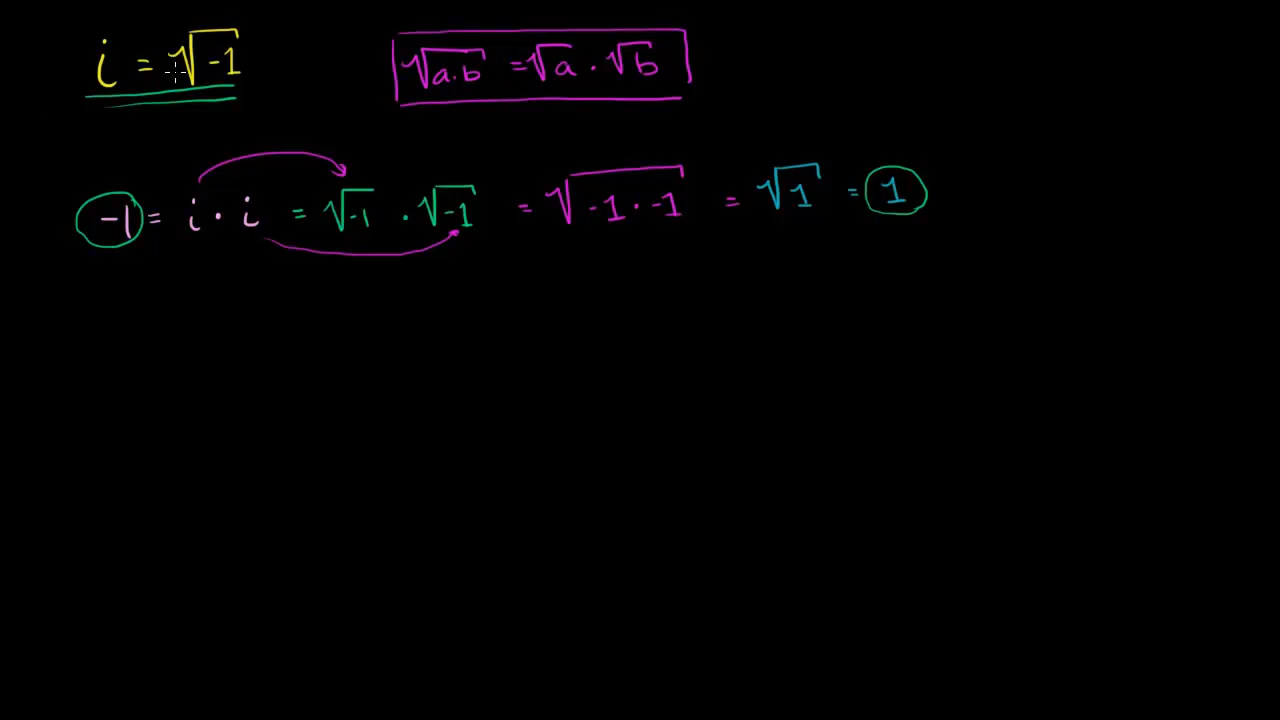 i = √-1
√a·b = √a · √b
-1 = i · i = √-1 · √-1 = √-1 · -1 = √1 = 1